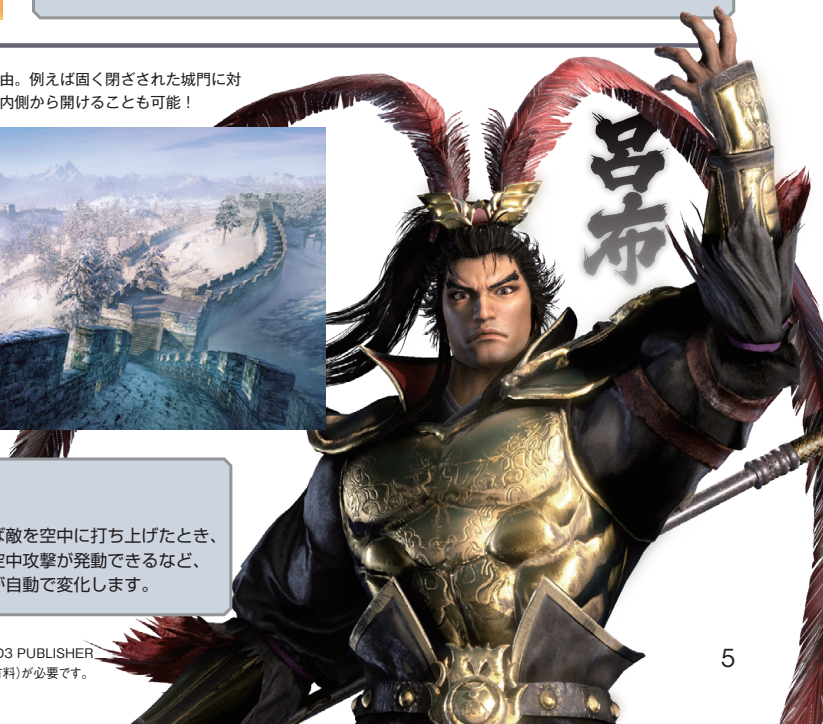 由。例えば固く閉ざされた城門に対
内側から開けることも可能！
呂布
ば敵を空中に打ち上げたとき、
空中攻撃が発動できるなど、
が自動で変化します。
D3 PUBLISHER
有料)が必要です。
5